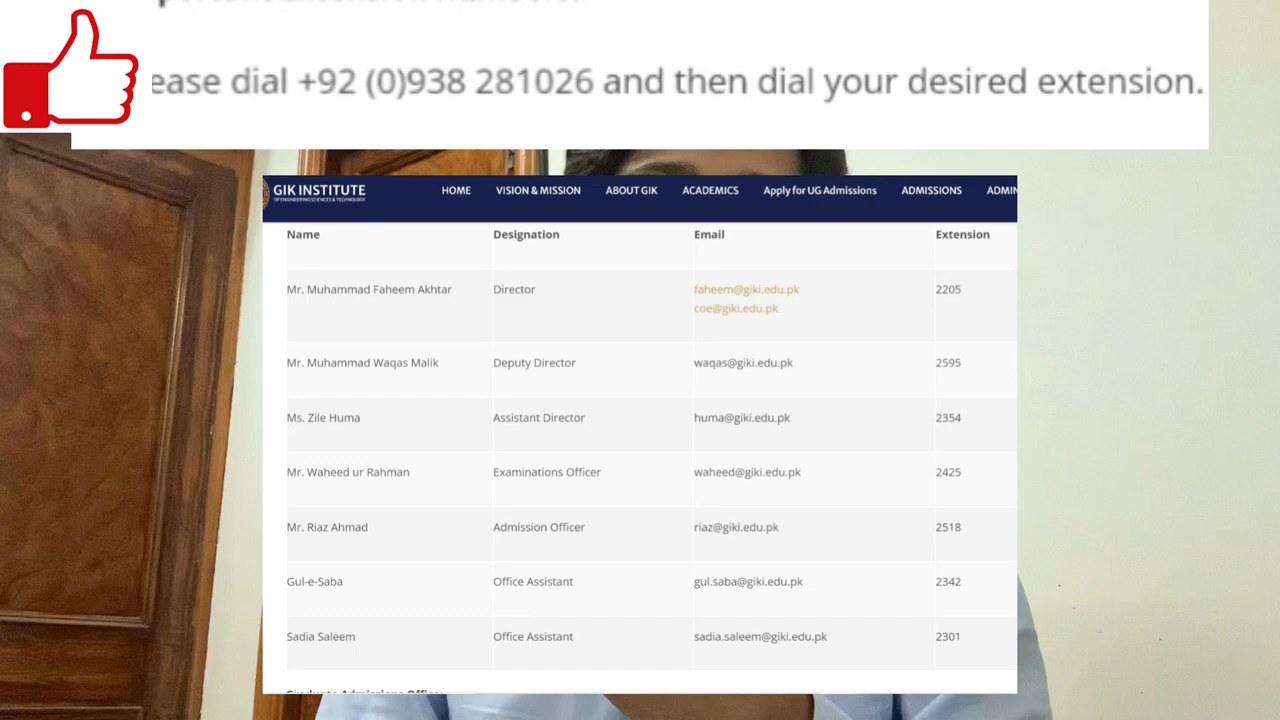 ease dial +92 (0)938 281026 and then dial your desired extension.
GIK INSTITUTE
OF ENGINEERING SCIENCES & TECHNOLOGY
HOME VISION & MISSION ABOUT GIK ACADEMICS Apply for UG Admissions ADMISSIONS ADMIN
Name Designation Email Extension
Mr. Muhammad Faheem Akhtar Director faheem@giki.edu.pk 2205
coe@giki.edu.pk
Mr. Muhammad Waqas Malik Deputy Director waqas@giki.edu.pk 2595
Ms. Zile Huma Assistant Director huma@giki.edu.pk 2354
Mr. Waheed ur Rahman Examinations Officer waheed@giki.edu.pk 2425
Mr. Riaz Ahmad Admission Officer riaz@giki.edu.pk 2518
Gul-e-Saba Office Assistant gul.saba@giki.edu.pk 2342
Sadia Saleem Office Assistant sadia.saleem@giki.edu.pk 2301